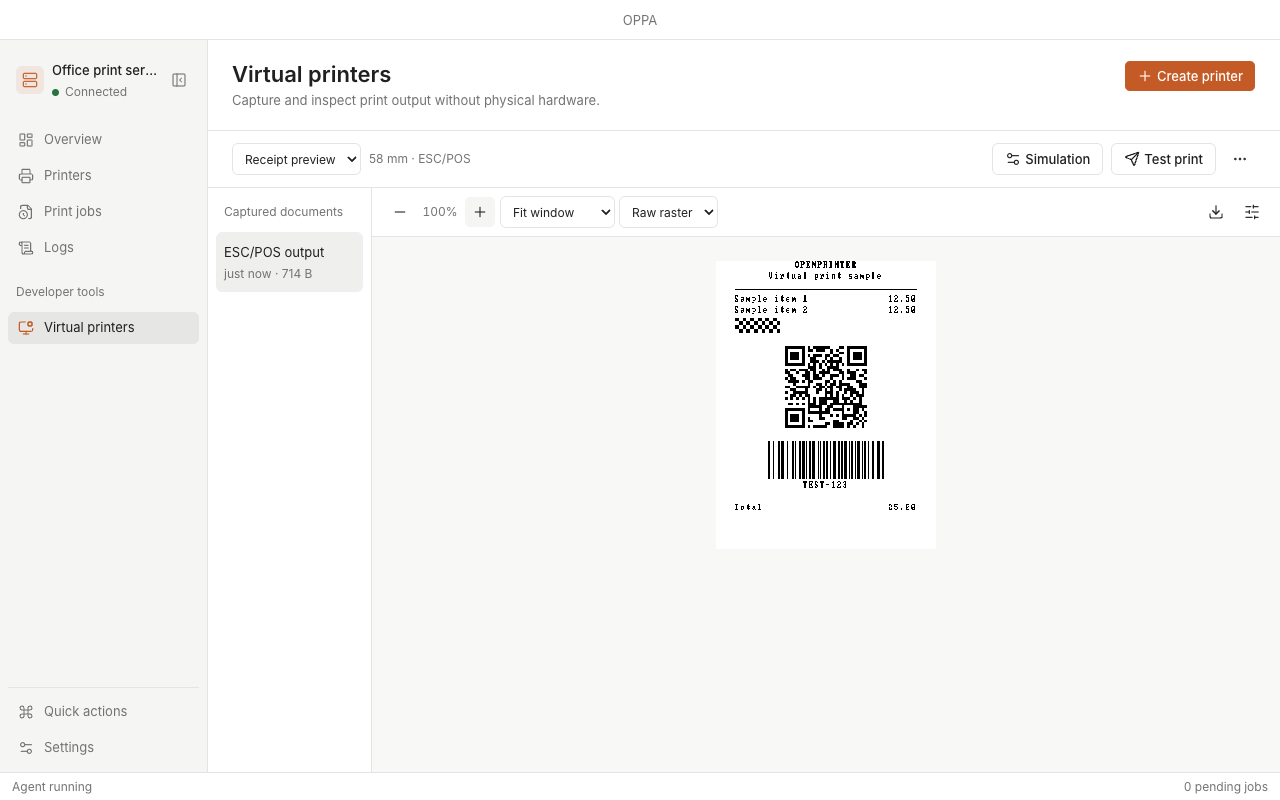 OPPA
Office print ser...
Connected
Overview
Printers
Print jobs
Logs
Developer tools
Virtual printers
Quick actions
Settings
Virtual printers
Capture and inspect print output without physical hardware.
Create printer
Receipt preview
58 mm · ESC/POS
Simulation
Test print
Captured documents
ESC/POS output
just now · 714 B
100%
Fit window
Raw raster
OPENPRINTER
Virtual print sample
Sample item 1 12.50
Sample item 2 12.50
TEST-123
Total 25.00
Agent running
0 pending jobs